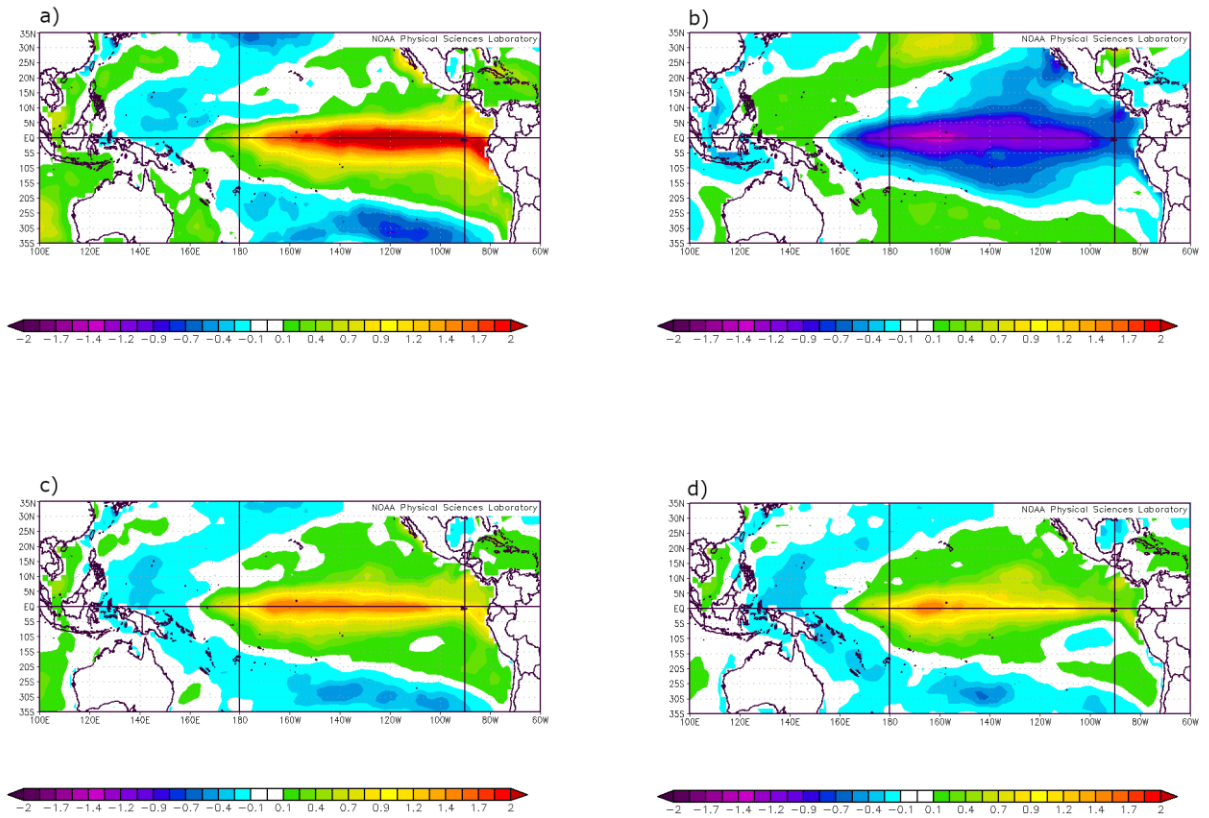 a)
NOAA Physical Sciences Laboratory
35N
30N
25N
20N
15N
10N
5N
EQ
5S
10S
15S
20S
25S
30S
35S
100E 120E 140E 160E 180 160W 140W 120W 100W 80W 60W
-2 -1.7 -1.4 -1.2 -0.9 -0.7 -0.4 -0.1 0.1 0.4 0.7 0.9 1.2 1.4 1.7 2
b)
NOAA Physical Sciences Laboratory
35N
30N
25N
20N
15N
10N
5N
EQ
5S
10S
15S
20S
25S
30S
35S
100E 120E 140E 160E 180 160W 140W 120W 100W 80W 60W
-2 -1.7 -1.4 -1.2 -0.9 -0.7 -0.4 -0.1 0.1 0.4 0.7 0.9 1.2 1.4 1.7 2
c)
NOAA Physical Sciences Laboratory
35N
30N
25N
20N
15N
10N
5N
EQ
5S
10S
15S
20S
25S
30S
35S
100E 120E 140E 160E 180 160W 140W 120W 100W 80W 60W
-2 -1.7 -1.4 -1.2 -0.9 -0.7 -0.4 -0.1 0.1 0.4 0.7 0.9 1.2 1.4 1.7 2
d)
NOAA Physical Sciences Laboratory
35N
30N
25N
20N
15N
10N
5N
EQ
5S
10S
15S
20S
25S
30S
35S
100E 120E 140E 160E 180 160W 140W 120W 100W 80W 60W
-2 -1.7 -1.4 -1.2 -0.9 -0.7 -0.4 -0.1 0.1 0.4 0.7 0.9 1.2 1.4 1.7 2